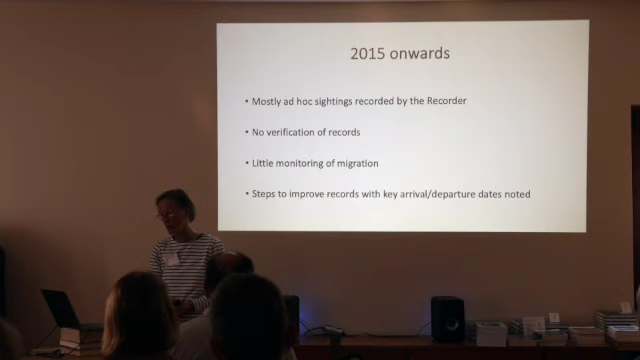 2015 onwards
• Mostly ad hoc sightings recorded by the Recorder
• No verification of records
• Little monitoring of migration
• Steps to improve records with key arrival/departure dates noted